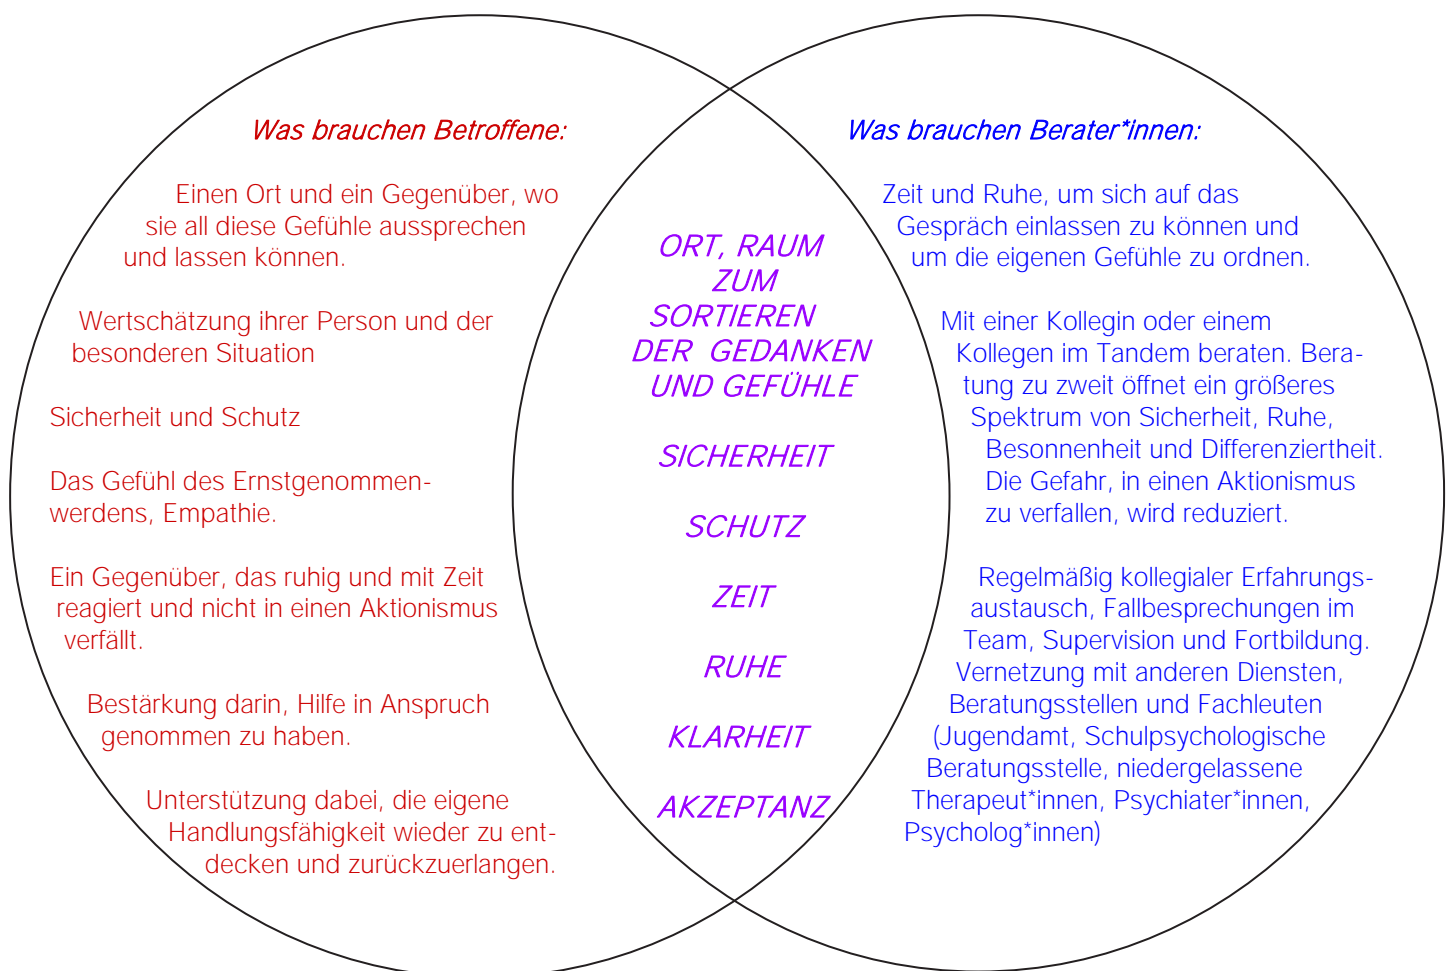 Was brauchen Betroffene:
Einen Ort und ein Gegenüber, wo
sie all diese Gefühle aussprechen
und lassen können.
Wertschätzung ihrer Person und der
besonderen Situation
Sicherheit und Schutz
Das Gefühl des Ernstgenommen-
werdens, Empathie.
Ein Gegenüber, das ruhig und mit Zeit
reagiert und nicht in einen Aktionismus
verfällt.
Bestärkung darin, Hilfe in Anspruch
genommen zu haben.
Unterstützung dabei, die eigene
Handlungsfähigkeit wieder zu ent-
decken und zurückzuerlangen.
ORT, RAUM
ZUM
SORTIEREN
DER GEDANKEN
UND GEFÜHLE
SICHERHEIT
SCHUTZ
ZEIT
RUHE
KLARHEIT
AKZEPTANZ
Was brauchen Berater*innen:
Zeit und Ruhe, um sich auf das
Gespräch einlassen zu können und
um die eigenen Gefühle zu ordnen.
Mit einer Kollegin oder einem
Kollegen im Tandem beraten. Bera-
tung zu zweit öffnet ein größeres
Spektrum von Sicherheit, Ruhe,
Besonnenheit und Differenziertheit.
Die Gefahr, in einen Aktionismus
zu verfallen, wird reduziert.
Regelmäßig kollegialer Erfahrungs-
austausch, Fallbesprechungen im
Team, Supervision und Fortbildung.
Vernetzung mit anderen Diensten,
Beratungsstellen und Fachleuten
(Jugendamt, Schulpsychologische
Beratungsstelle, niedergelassene
Therapeut*innen, Psychiater*innen,
Psycholog*innen)